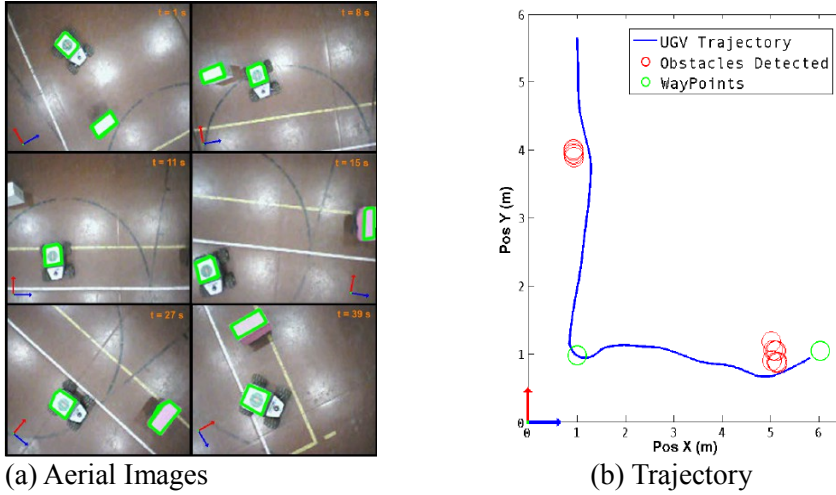 t = 1 s
t = 8 s
t = 11 s
t = 15 s
t = 27 s
t = 39 s
(a) Aerial Images
6
5
4
3
2
1
0
Pos Y (m)
UGV Trajectory
Obstacles Detected
WayPoints
0 1 2 3 4 5 6
Pos X (m)
(b) Trajectory